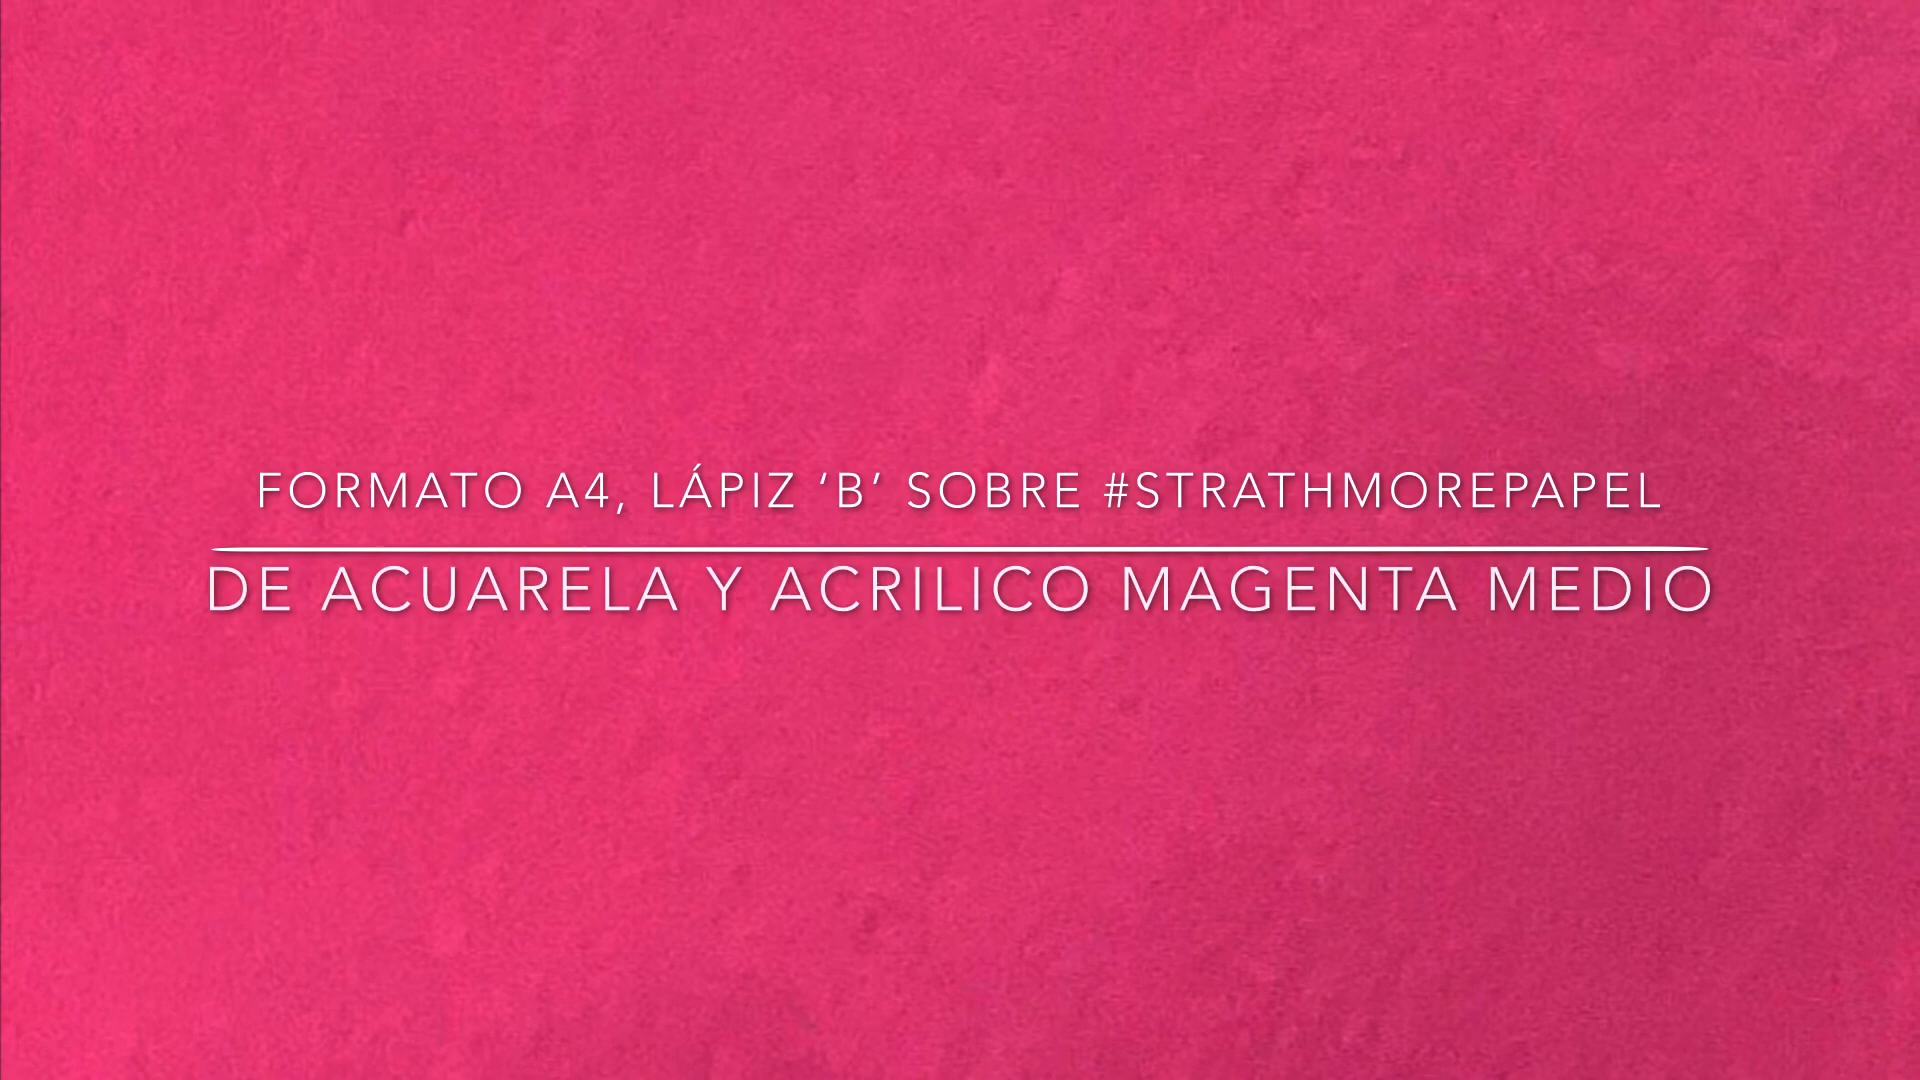 FORMATO A4, LÁPIZ ‘B’ SOBRE #STRATHMOREPAPEL
DE ACUARELA Y ACRILICO MAGENTA MEDIO